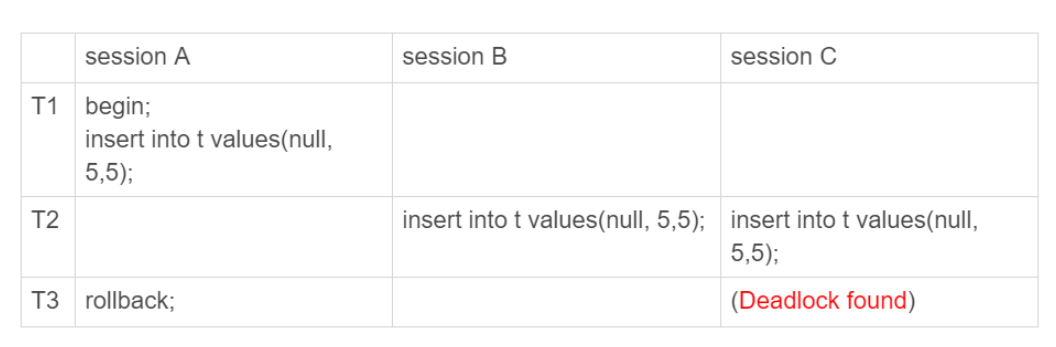 session A session B session C
T1 begin;
insert into t values(null,
5,5);
T2 insert into t values(null, 5,5); insert into t values(null,
5,5);
T3 rollback; (Deadlock found)